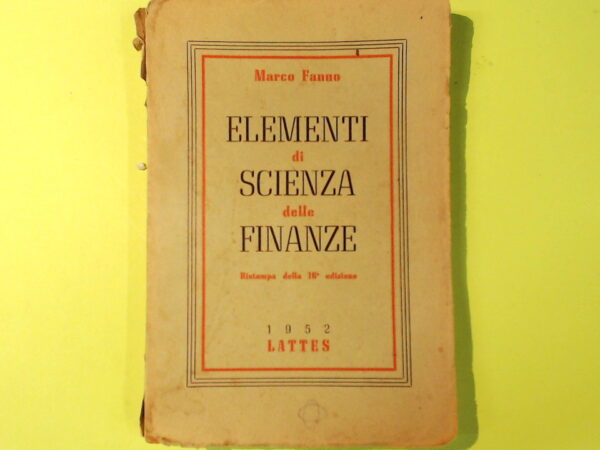 Marco Fanno
ELEMENTI
di
SCIENZA
delle
FINANZE
Ristampa della 16ª edizione
1952
LATTES